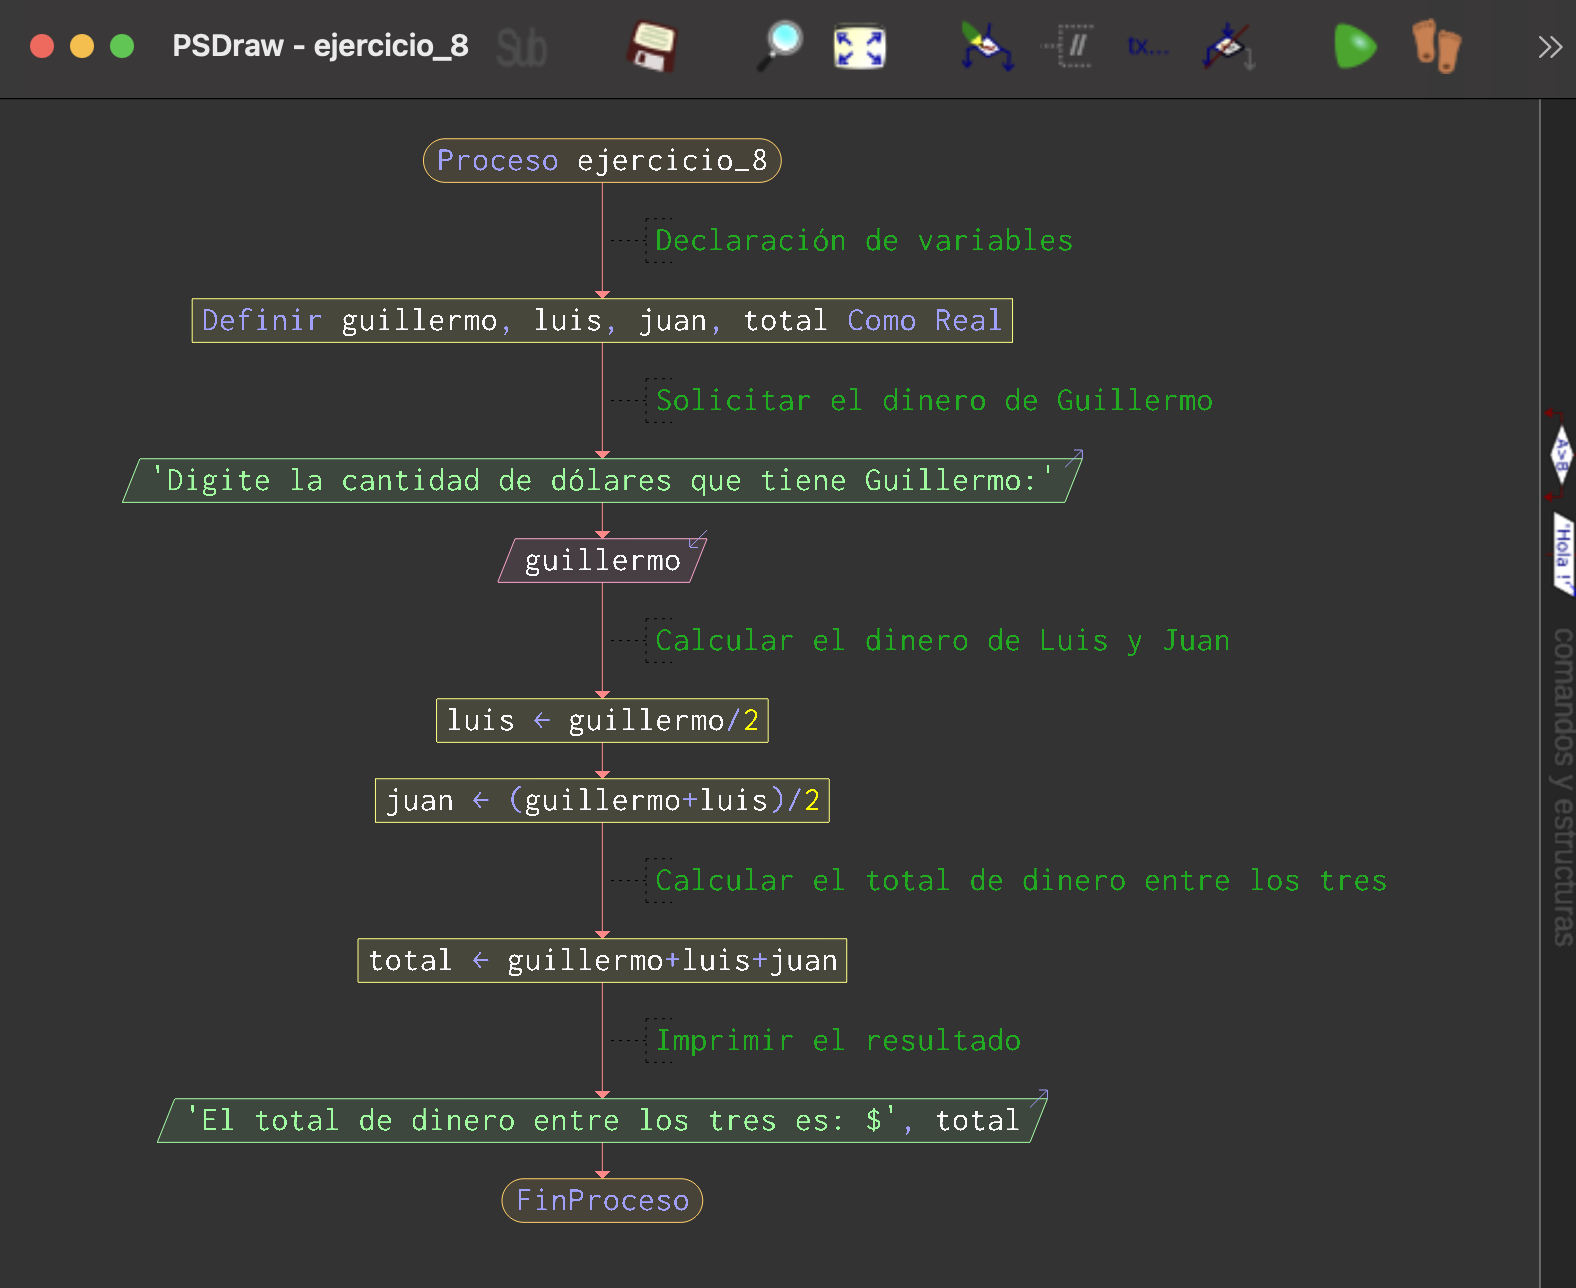 PSDraw - ejercicio_8
Sub
tx...
Proceso ejercicio_8
Declaración de variables
Definir guillermo, luis, juan, total Como Real
Solicitar el dinero de Guillermo
'Digite la cantidad de dólares que tiene Guillermo:'
guillermo
Calcular el dinero de Luis y Juan
luis ← guillermo/2
juan ← (guillermo+luis)/2
Calcular el total de dinero entre los tres
total ← guillermo+luis+juan
Imprimir el resultado
'El total de dinero entre los tres es: $', total
FinProceso
A>B
"Hola !"
comandos y estructuras